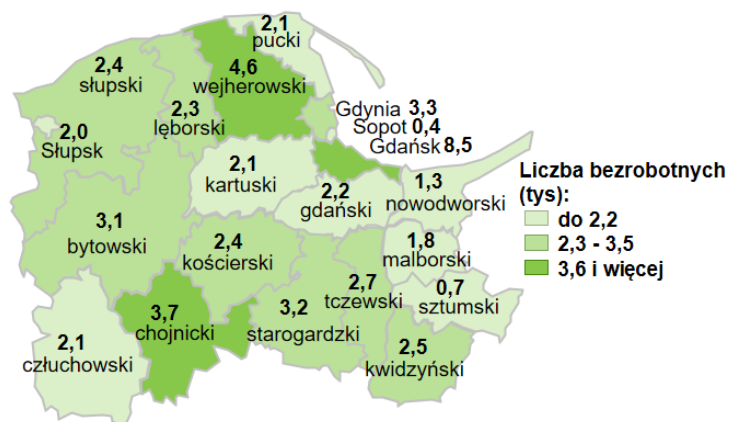 2,1
pucki
2,4
słupski
4,6
wejherowski
2,3
lęborski
Gdynia 3,3
Sopot 0,4
Gdańsk 8,5
2,0
Słupsk
2,1
kartuski
2,2
gdański
1,3
nowodworski
3,1
bytowski
2,4
kościerski
1,8
malborski
2,7
tczewski
0,7
sztumski
3,7
chojnicki
3,2
starogardzki
2,1
człuchowski
2,5
kwidzyński
Liczba bezrobotnych
(tys):
do 2,2
2,3 - 3,5
3,6 i więcej